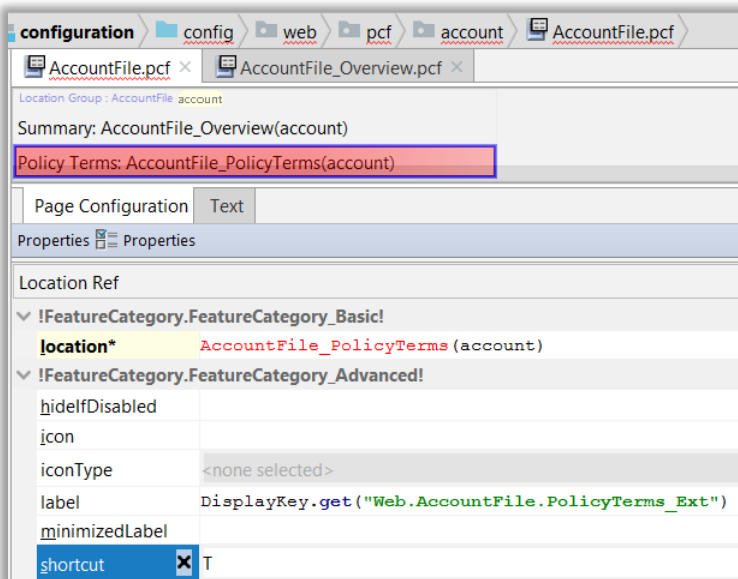 configuration config web pcf account AccountFile.pcf
AccountFile.pcf × AccountFile_Overview.pcf ×
Location Group : AccountFile account
Summary: AccountFile_Overview(account)
Policy Terms: AccountFile_PolicyTerms(account)
Page Configuration Text
Properties Properties
Location Ref
!FeatureCategory.FeatureCategory_Basic!
location* AccountFile_PolicyTerms(account)
!FeatureCategory.FeatureCategory_Advanced!
hideIfDisabled
icon
iconType <none selected>
label DisplayKey.get("Web.AccountFile.PolicyTerms_Ext")
minimizedLabel
shortcut T